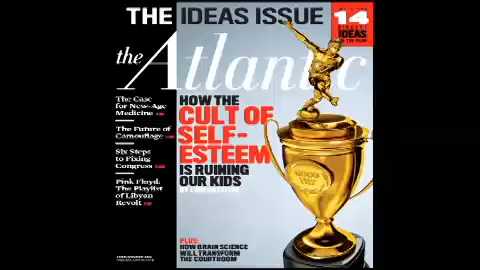 THE IDEAS ISSUE
14
IDEAS
the Atlantic
The Case
for New-Age
Medicine
The Future of
Camouflage
Six Steps
to Fixing
Congress
Pink Floyd:
The Playlist
of Libyan
Revolt
HOW THE
CULT OF
SELF-
ESTEEM
IS RUINING
OUR KIDS
PLUS:
HOW BRAIN SCIENCE
WILL TRANSFORM
THE COURTROOM